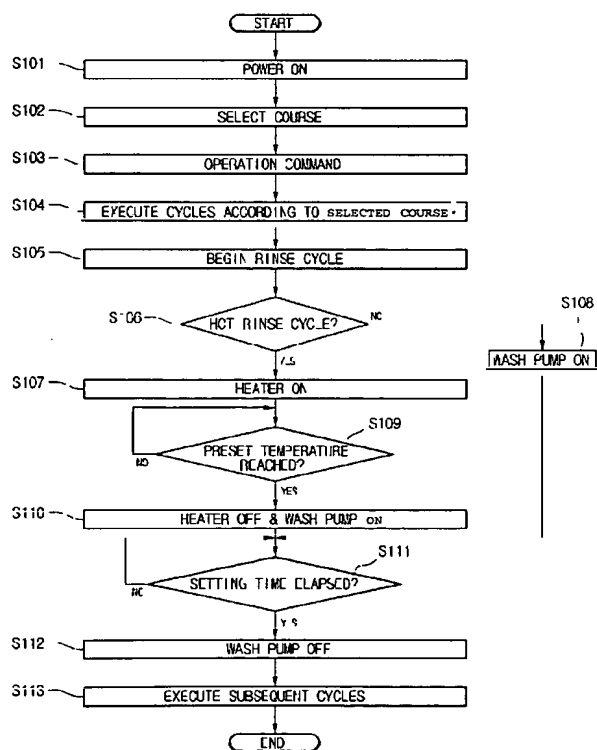 START
S101
POWER ON
S102
SELECT COURSE
S103
OPERATION COMMAND
S104
EXECUTE CYCLES ACCORDING TO SELECTED COURSE.
S105
BEGIN RINSE CYCLE
S106
HOT RINSE CYCLE?
NO
YES
S108
WASH PUMP ON
S107
HEATER ON
S109
PRESET TEMPERATURE
REACHED?
NO
YES
S110
HEATER OFF & WASH PUMP ON
S111
SETTING TIME ELAPSED?
NO
YES
S112
WASH PUMP OFF
S113
EXECUTE SUBSEQUENT CYCLES
END